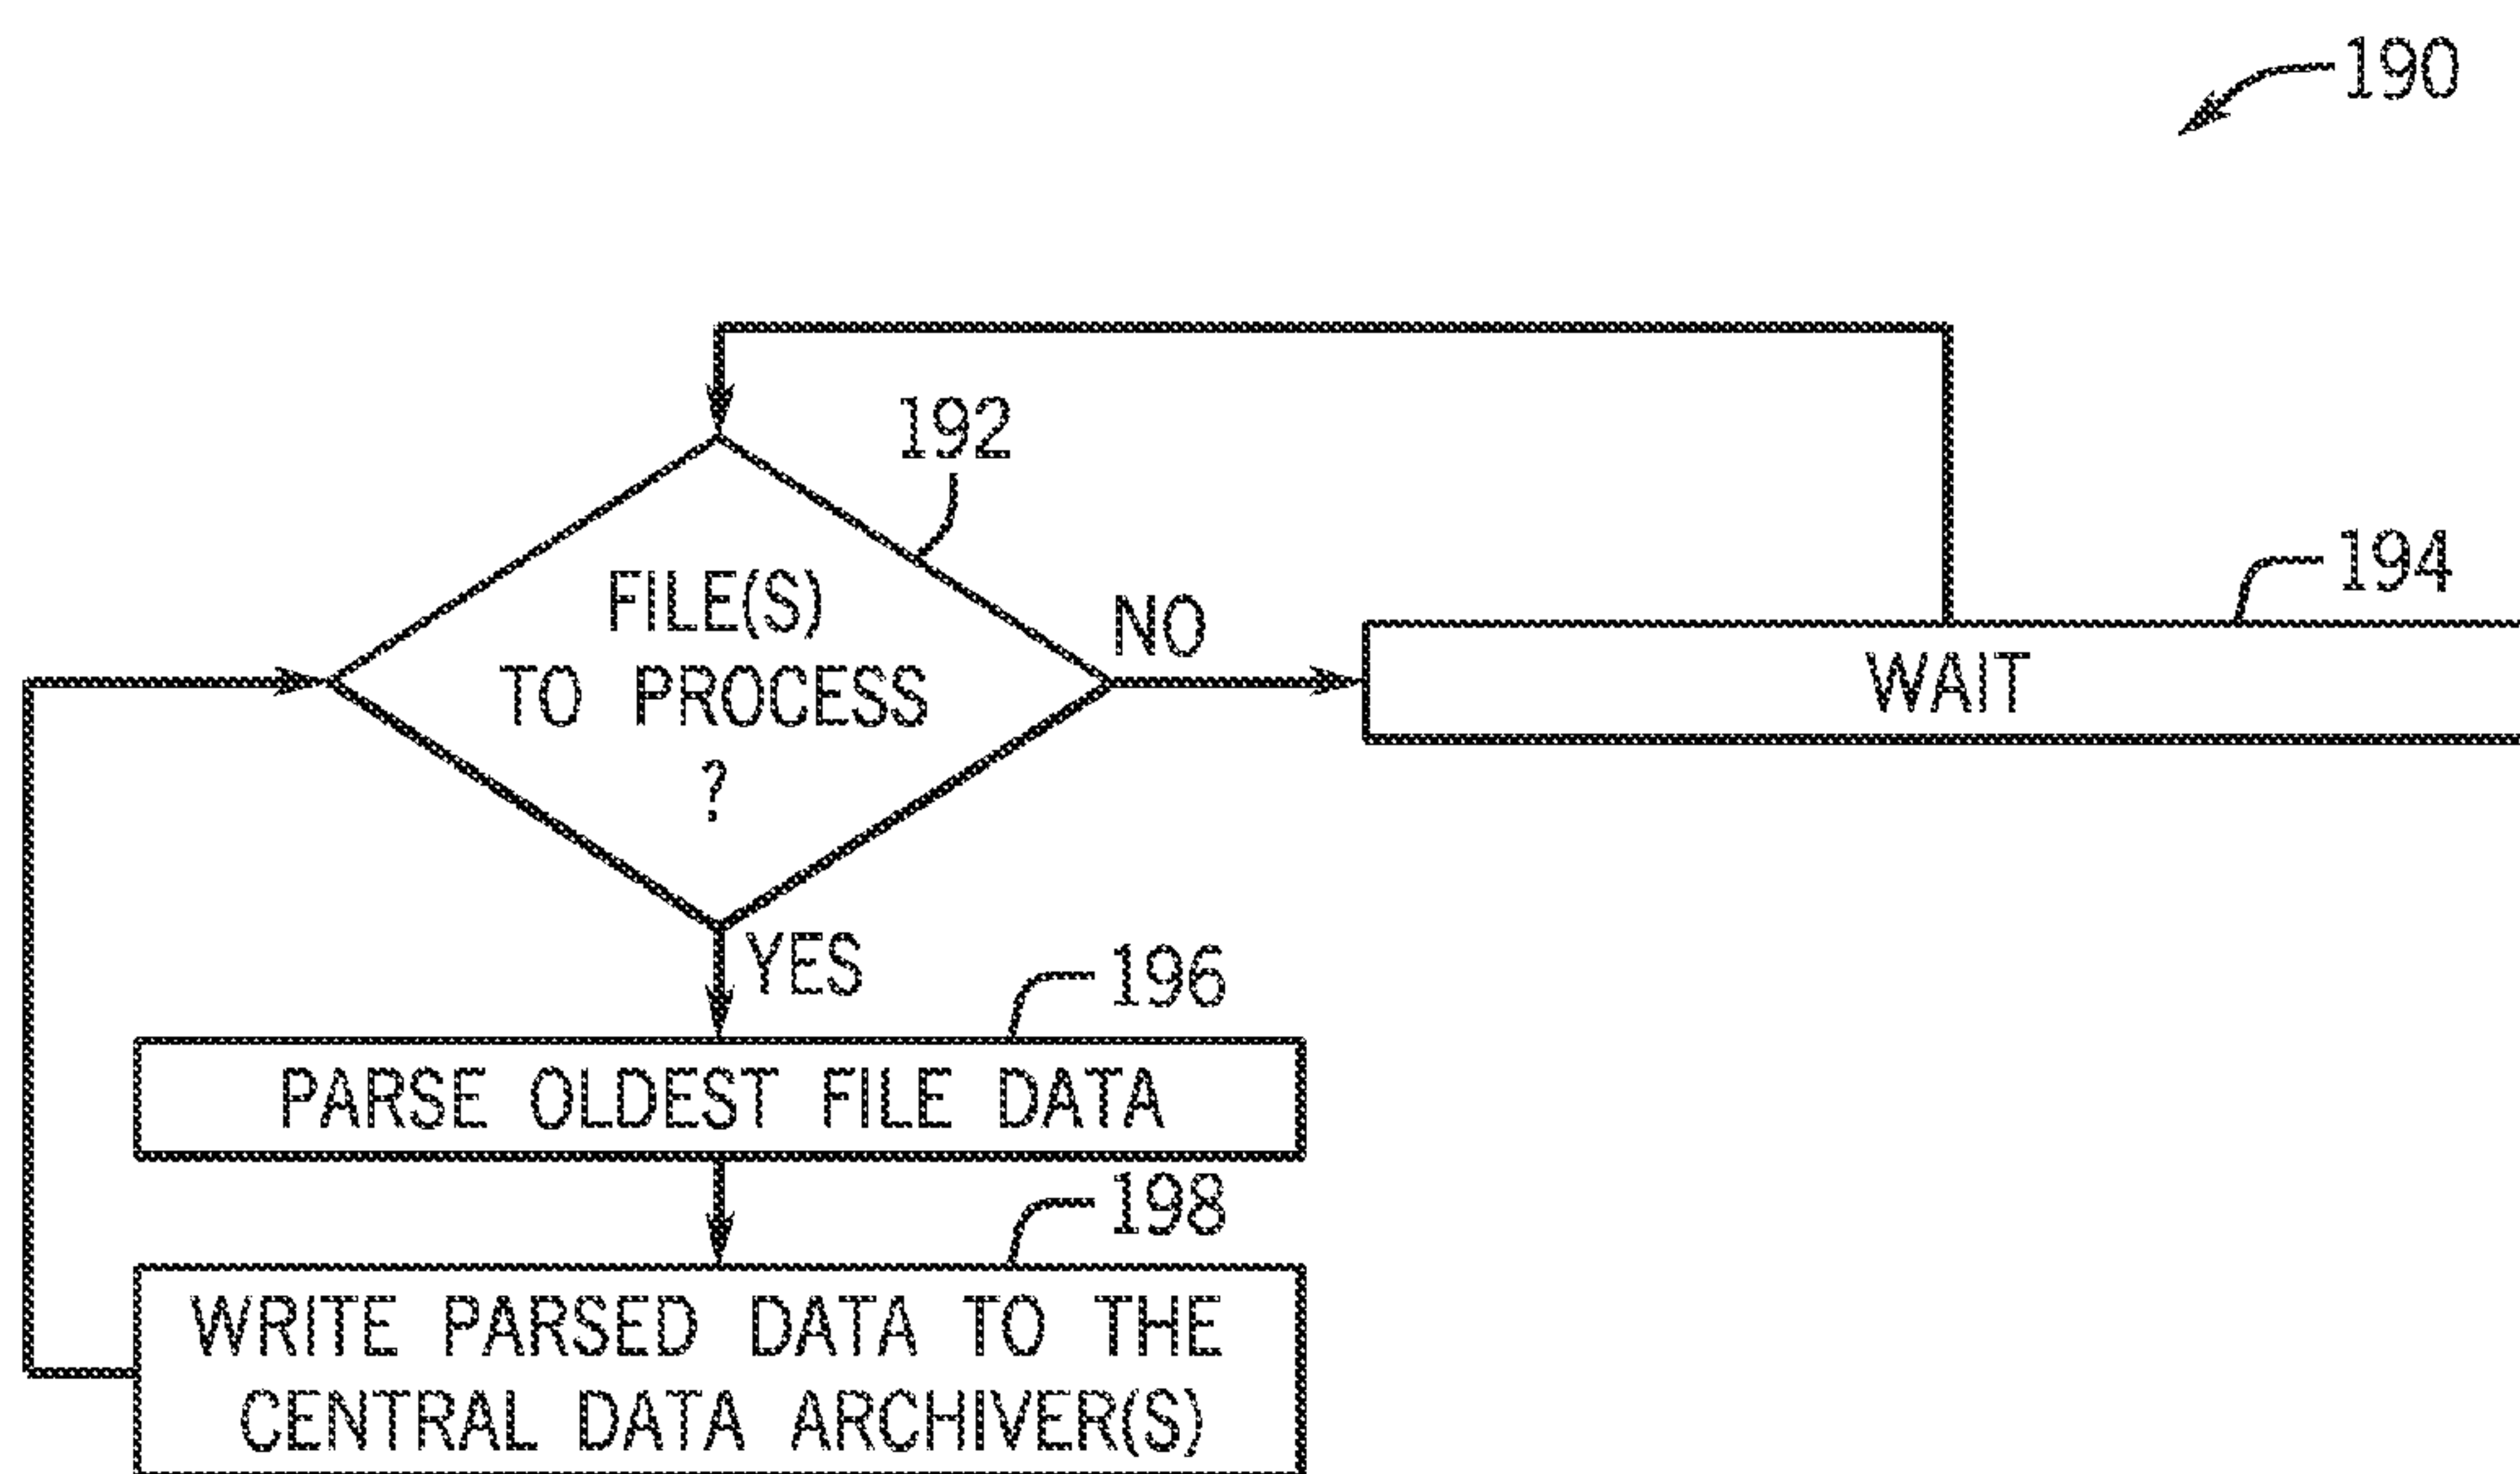 190
192
FILE(S)
TO PROCESS
?
NO
194
WAIT
YES
196
PARSE OLDEST FILE DATA
198
WRITE PARSED DATA TO THE
CENTRAL DATA ARCHIVER(S)